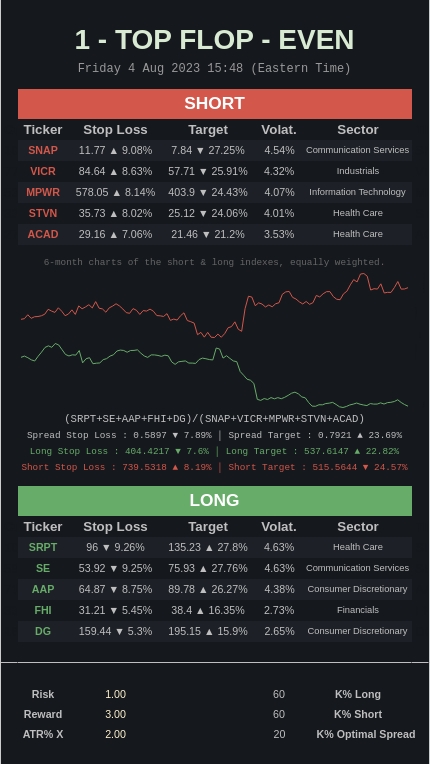 1 - TOP FLOP - EVEN
Friday 4 Aug 2023 15:48 (Eastern Time)
SHORT
Ticker Stop Loss Target Volat. Sector
SNAP 11.77 ▲ 9.08% 7.84 ▼ 27.25% 4.54% Communication Services
VICR 84.64 ▲ 8.63% 57.71 ▼ 25.91% 4.32% Industrials
MPWR 578.05 ▲ 8.14% 403.9 ▼ 24.43% 4.07% Information Technology
STVN 35.73 ▲ 8.02% 25.12 ▼ 24.06% 4.01% Health Care
ACAD 29.16 ▲ 7.06% 21.46 ▼ 21.2% 3.53% Health Care
6-month charts of the short & long indexes, equally weighted.
(SRPT+SE+AAP+FHI+DG)/(SNAP+VICR+MPWR+STVN+ACAD)
Spread Stop Loss : 0.5897 ▼ 7.89% | Spread Target : 0.7921 ▲ 23.69%
Long Stop Loss : 404.4217 ▼ 7.6% | Long Target : 537.6147 ▲ 22.82%
Short Stop Loss : 739.5318 ▲ 8.19% | Short Target : 515.5644 ▼ 24.57%
LONG
Ticker Stop Loss Target Volat. Sector
SRPT 96 ▼ 9.26% 135.23 ▲ 27.8% 4.63% Health Care
SE 53.92 ▼ 9.25% 75.93 ▲ 27.76% 4.63% Communication Services
AAP 64.87 ▼ 8.75% 89.78 ▲ 26.27% 4.38% Consumer Discretionary
FHI 31.21 ▼ 5.45% 38.4 ▲ 16.35% 2.73% Financials
DG 159.44 ▼ 5.3% 195.15 ▲ 15.9% 2.65% Consumer Discretionary
Risk 1.00 60 K% Long
Reward 3.00 60 K% Short
ATR% X 2.00 20 K% Optimal Spread